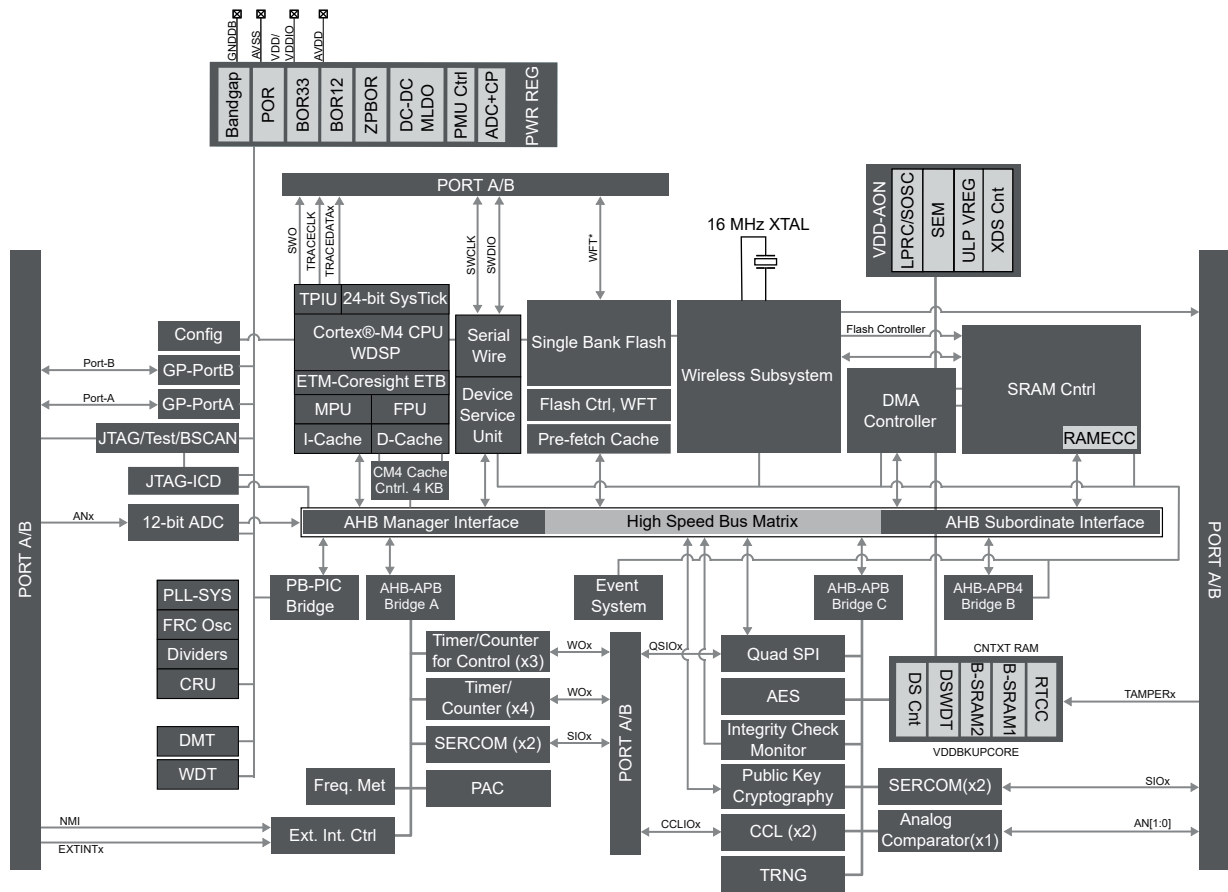 GNDDB
AVSS
VDD/
VDDIO
AVDD
Bandgap
POR
BOR33
BOR12
ZPBOR
DC-DC
MLDO
PMU Ctrl
ADC+CP
PWR REG
PORT A/B
SWO
TRACECLK
TRACEDATAx
SWCLK
SWDIO
WFT*
16 MHz XTAL
VDD-AON
LPRC/SOSC
SEM
ULP VREG
XDS Cnt
TPIU
24-bit SysTick
Cortex®-M4 CPU
WDSP
ETM-Coresight ETB
MPU
FPU
I-Cache
D-Cache
CM4 Cache
Cntrl. 4 KB
Serial
Wire
Device
Service
Unit
Single Bank Flash
Flash Ctrl, WFT
Pre-fetch Cache
Wireless Subsystem
Flash Controller
DMA
Controller
SRAM Cntrl
RAMECC
Config
Port-B
GP-PortB
Port-A
GP-PortA
JTAG/Test/BSCAN
JTAG-ICD
ANx
12-bit ADC
PORT A/B
PORT A/B
AHB Manager Interface
High Speed Bus Matrix
AHB Subordinate Interface
PB-PIC
Bridge
AHB-APB
Bridge A
Event
System
AHB-APB
Bridge C
AHB-APB4
Bridge B
PLL-SYS
FRC Osc
Dividers
CRU
DMT
WDT
Timer/Counter
for Control (x3)
WOx
Timer/
Counter (x4)
WOx
SERCOM (x2)
SIOx
Freq. Met
PAC
NMI
EXTINTx
Ext. Int. Ctrl
PORT A/B
QSIOx
Quad SPI
AES
Integrity Check
Monitor
Public Key
Cryptography
CCLIOx
CCL (x2)
TRNG
CNTXT RAM
DS Cnt
DSWDT
B-SRAM2
B-SRAM1
RTCC
VDDBKUPCORE
TAMPERx
SERCOM(x2)
SIOx
Analog
Comparator(x1)
AN[1:0]